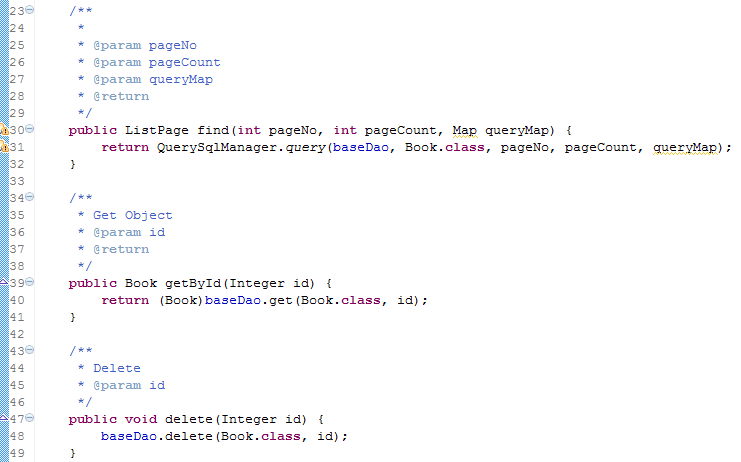 23 /**
24 *
25 * @param pageNo
26 * @param pageCount
27 * @param queryMap
28 * @return
29 */
30 public ListPage find(int pageNo, int pageCount, Map queryMap) {
31 return QuerySqlManager.query(baseDao, Book.class, pageNo, pageCount, queryMap);
32 }
33
34 /**
35 * Get Object
36 * @param id
37 * @return
38 */
39 public Book getById(Integer id) {
40 return (Book)baseDao.get(Book.class, id);
41 }
42
43 /**
44 * Delete
45 * @param id
46 */
47 public void delete(Integer id) {
48 baseDao.delete(Book.class, id);
49 }